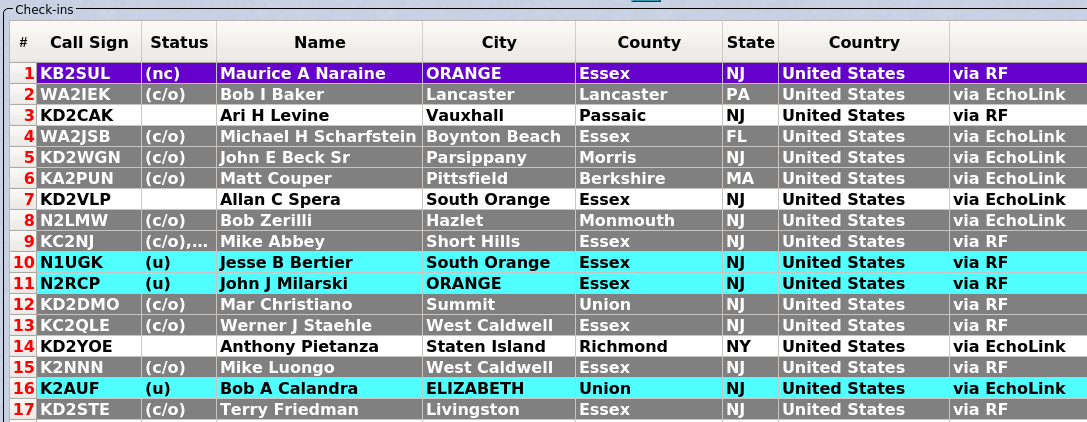 Check-ins
# Call Sign Status Name City County State Country
1 KB2SUL (nc) Maurice A Naraine ORANGE Essex NJ United States via RF
2 WA2IEK (c/o) Bob I Baker Lancaster Lancaster PA United States via EchoLink
3 KD2CAK Ari H Levine Vauxhall Passaic NJ United States via RF
4 WA2JSB (c/o) Michael H Scharfstein Boynton Beach Essex FL United States via EchoLink
5 KD2WGN (c/o) John E Beck Sr Parsippany Morris NJ United States via EchoLink
6 KA2PUN (c/o) Matt Couper Pittsfield Berkshire MA United States via EchoLink
7 KD2VLP Allan C Spera South Orange Essex NJ United States via EchoLink
8 N2LMW (c/o) Bob Zerilli Hazlet Monmouth NJ United States via EchoLink
9 KC2NJ (c/o),... Mike Abbey Short Hills Essex NJ United States via RF
10 N1UGK (u) Jesse B Bertier South Orange Essex NJ United States via RF
11 N2RCP (u) John J Milarski ORANGE Essex NJ United States via RF
12 KD2DMO (c/o) Mar Christiano Summit Union NJ United States via RF
13 KC2QLE (c/o) Werner J Staehle West Caldwell Essex NJ United States via RF
14 KD2YOE Anthony Pietanza Staten Island Richmond NY United States via EchoLink
15 K2NNN (c/o) Mike Luongo West Caldwell Essex NJ United States via RF
16 K2AUF (u) Bob A Calandra ELIZABETH Union NJ United States via EchoLink
17 KD2STE (c/o) Terry Friedman Livingston Essex NJ United States via RF